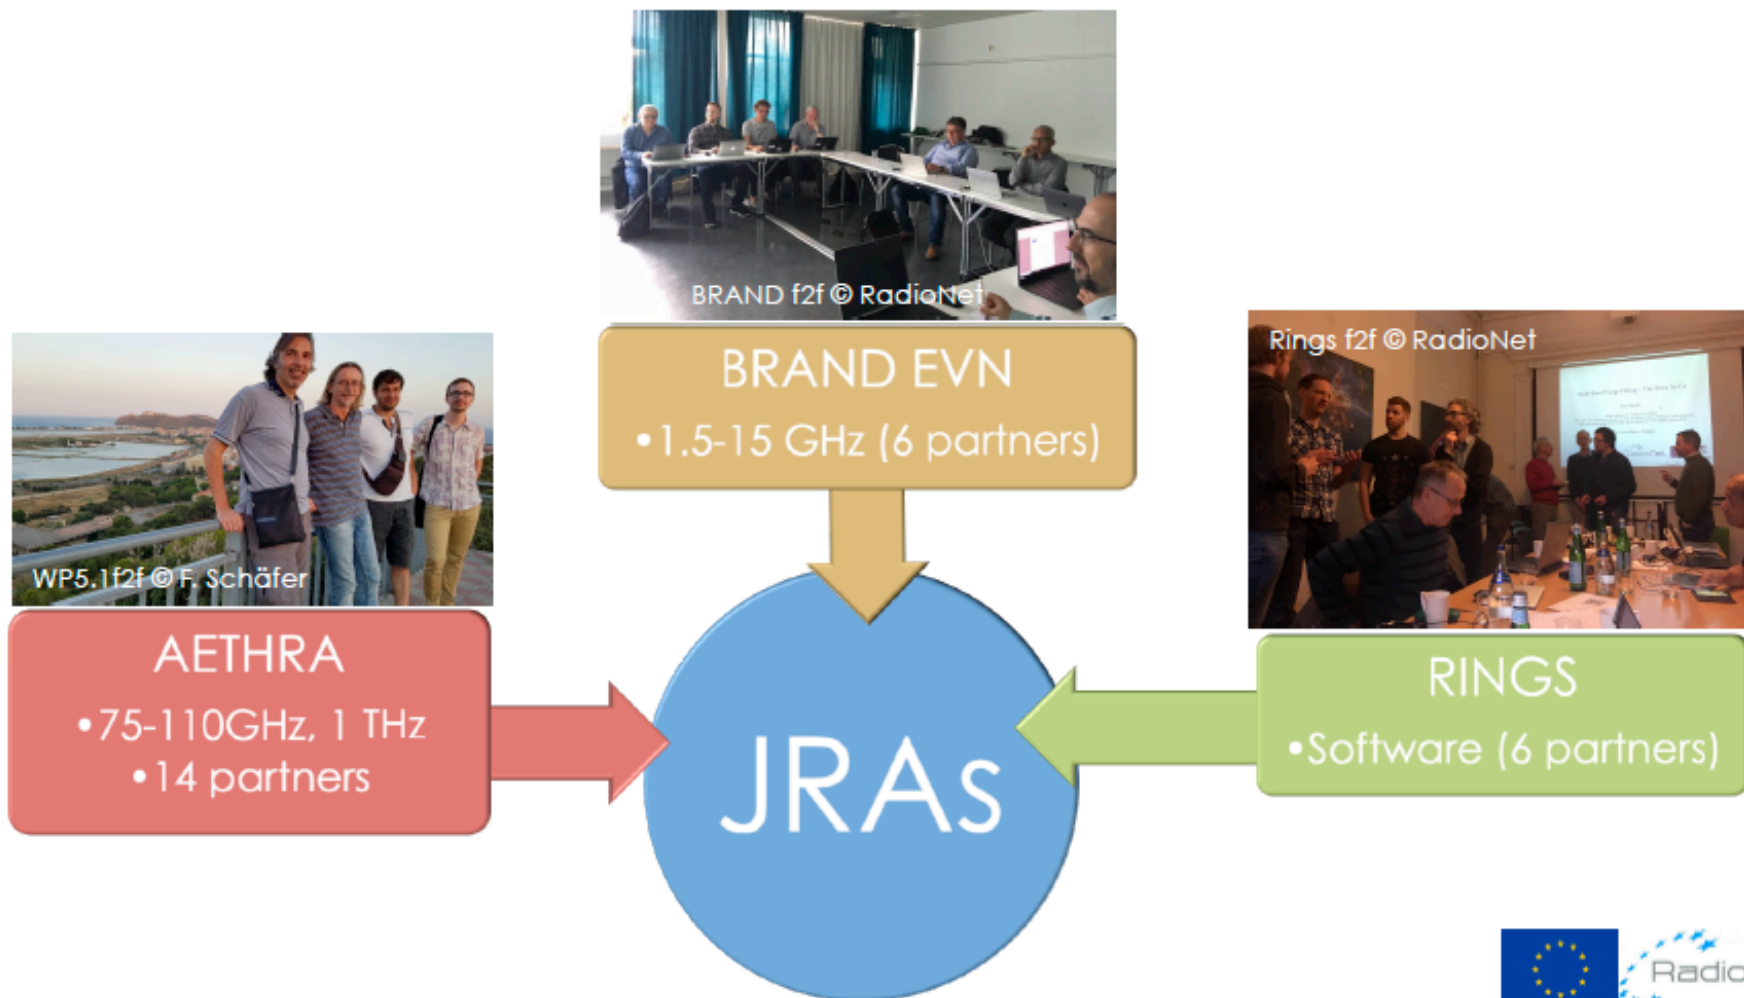 BRAND f2f © RadioNet
BRAND EVN
•1.5-15 GHz (6 partners)
WP5.1f2f © F. Schäfer
AETHRA
•75-110GHz, 1 THz
•14 partners
Rings f2f © RadioNet
RINGS
•Software (6 partners)
JRAs
Radio